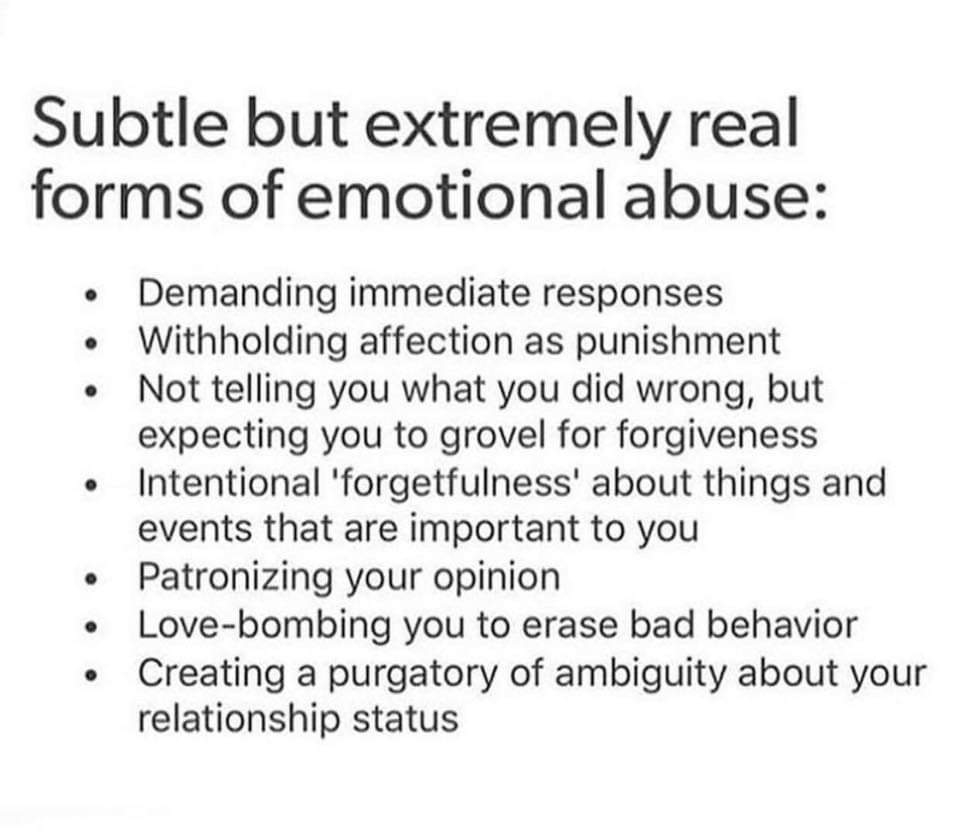 Subtle but extremely real
forms of emotional abuse:
• Demanding immediate responses
• Withholding affection as punishment
• Not telling you what you did wrong, but
expecting you to grovel for forgiveness
• Intentional 'forgetfulness' about things and
events that are important to you
• Patronizing your opinion
• Love-bombing you to erase bad behavior
• Creating a purgatory of ambiguity about your
relationship status